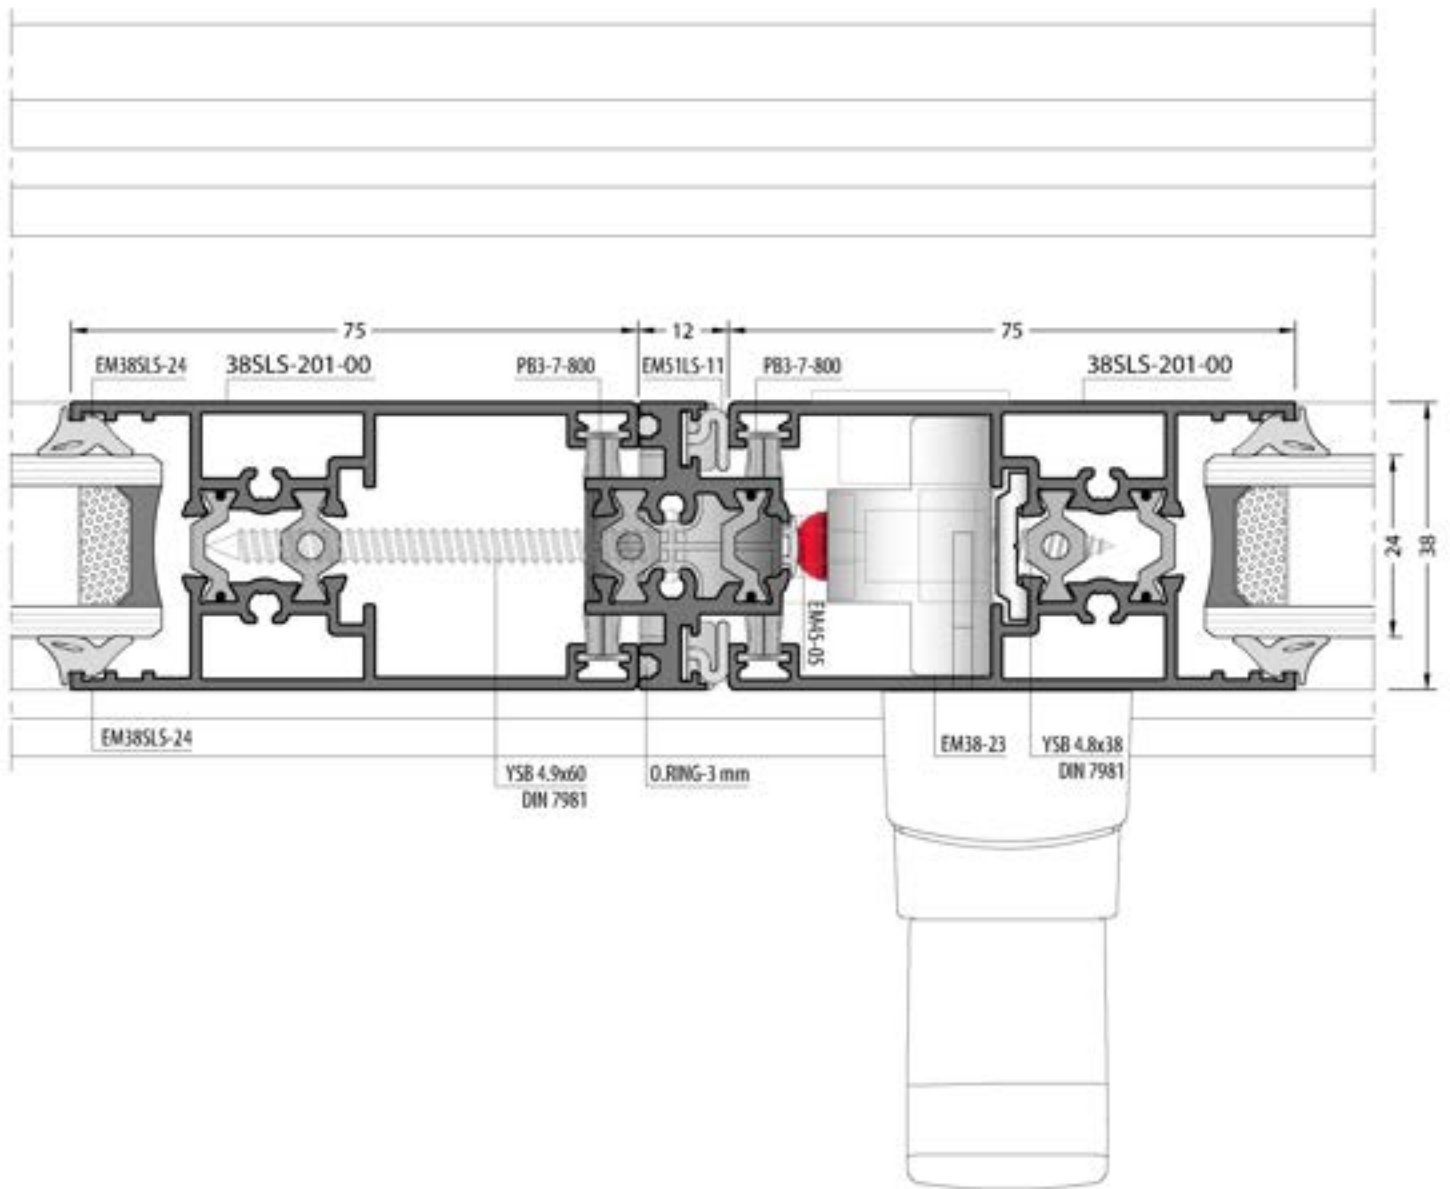 75
12
75
EM38SLS-24
38SLS-201-00
PB3-7-800
EM51LS-11
PB3-7-800
38SLS-201-00
24
38
EM45-05
EM38SLS-24
YSB 4.9x60
DIN 7981
O.RING-3 mm
EM38-23
YSB 4.8x38
DIN 7981